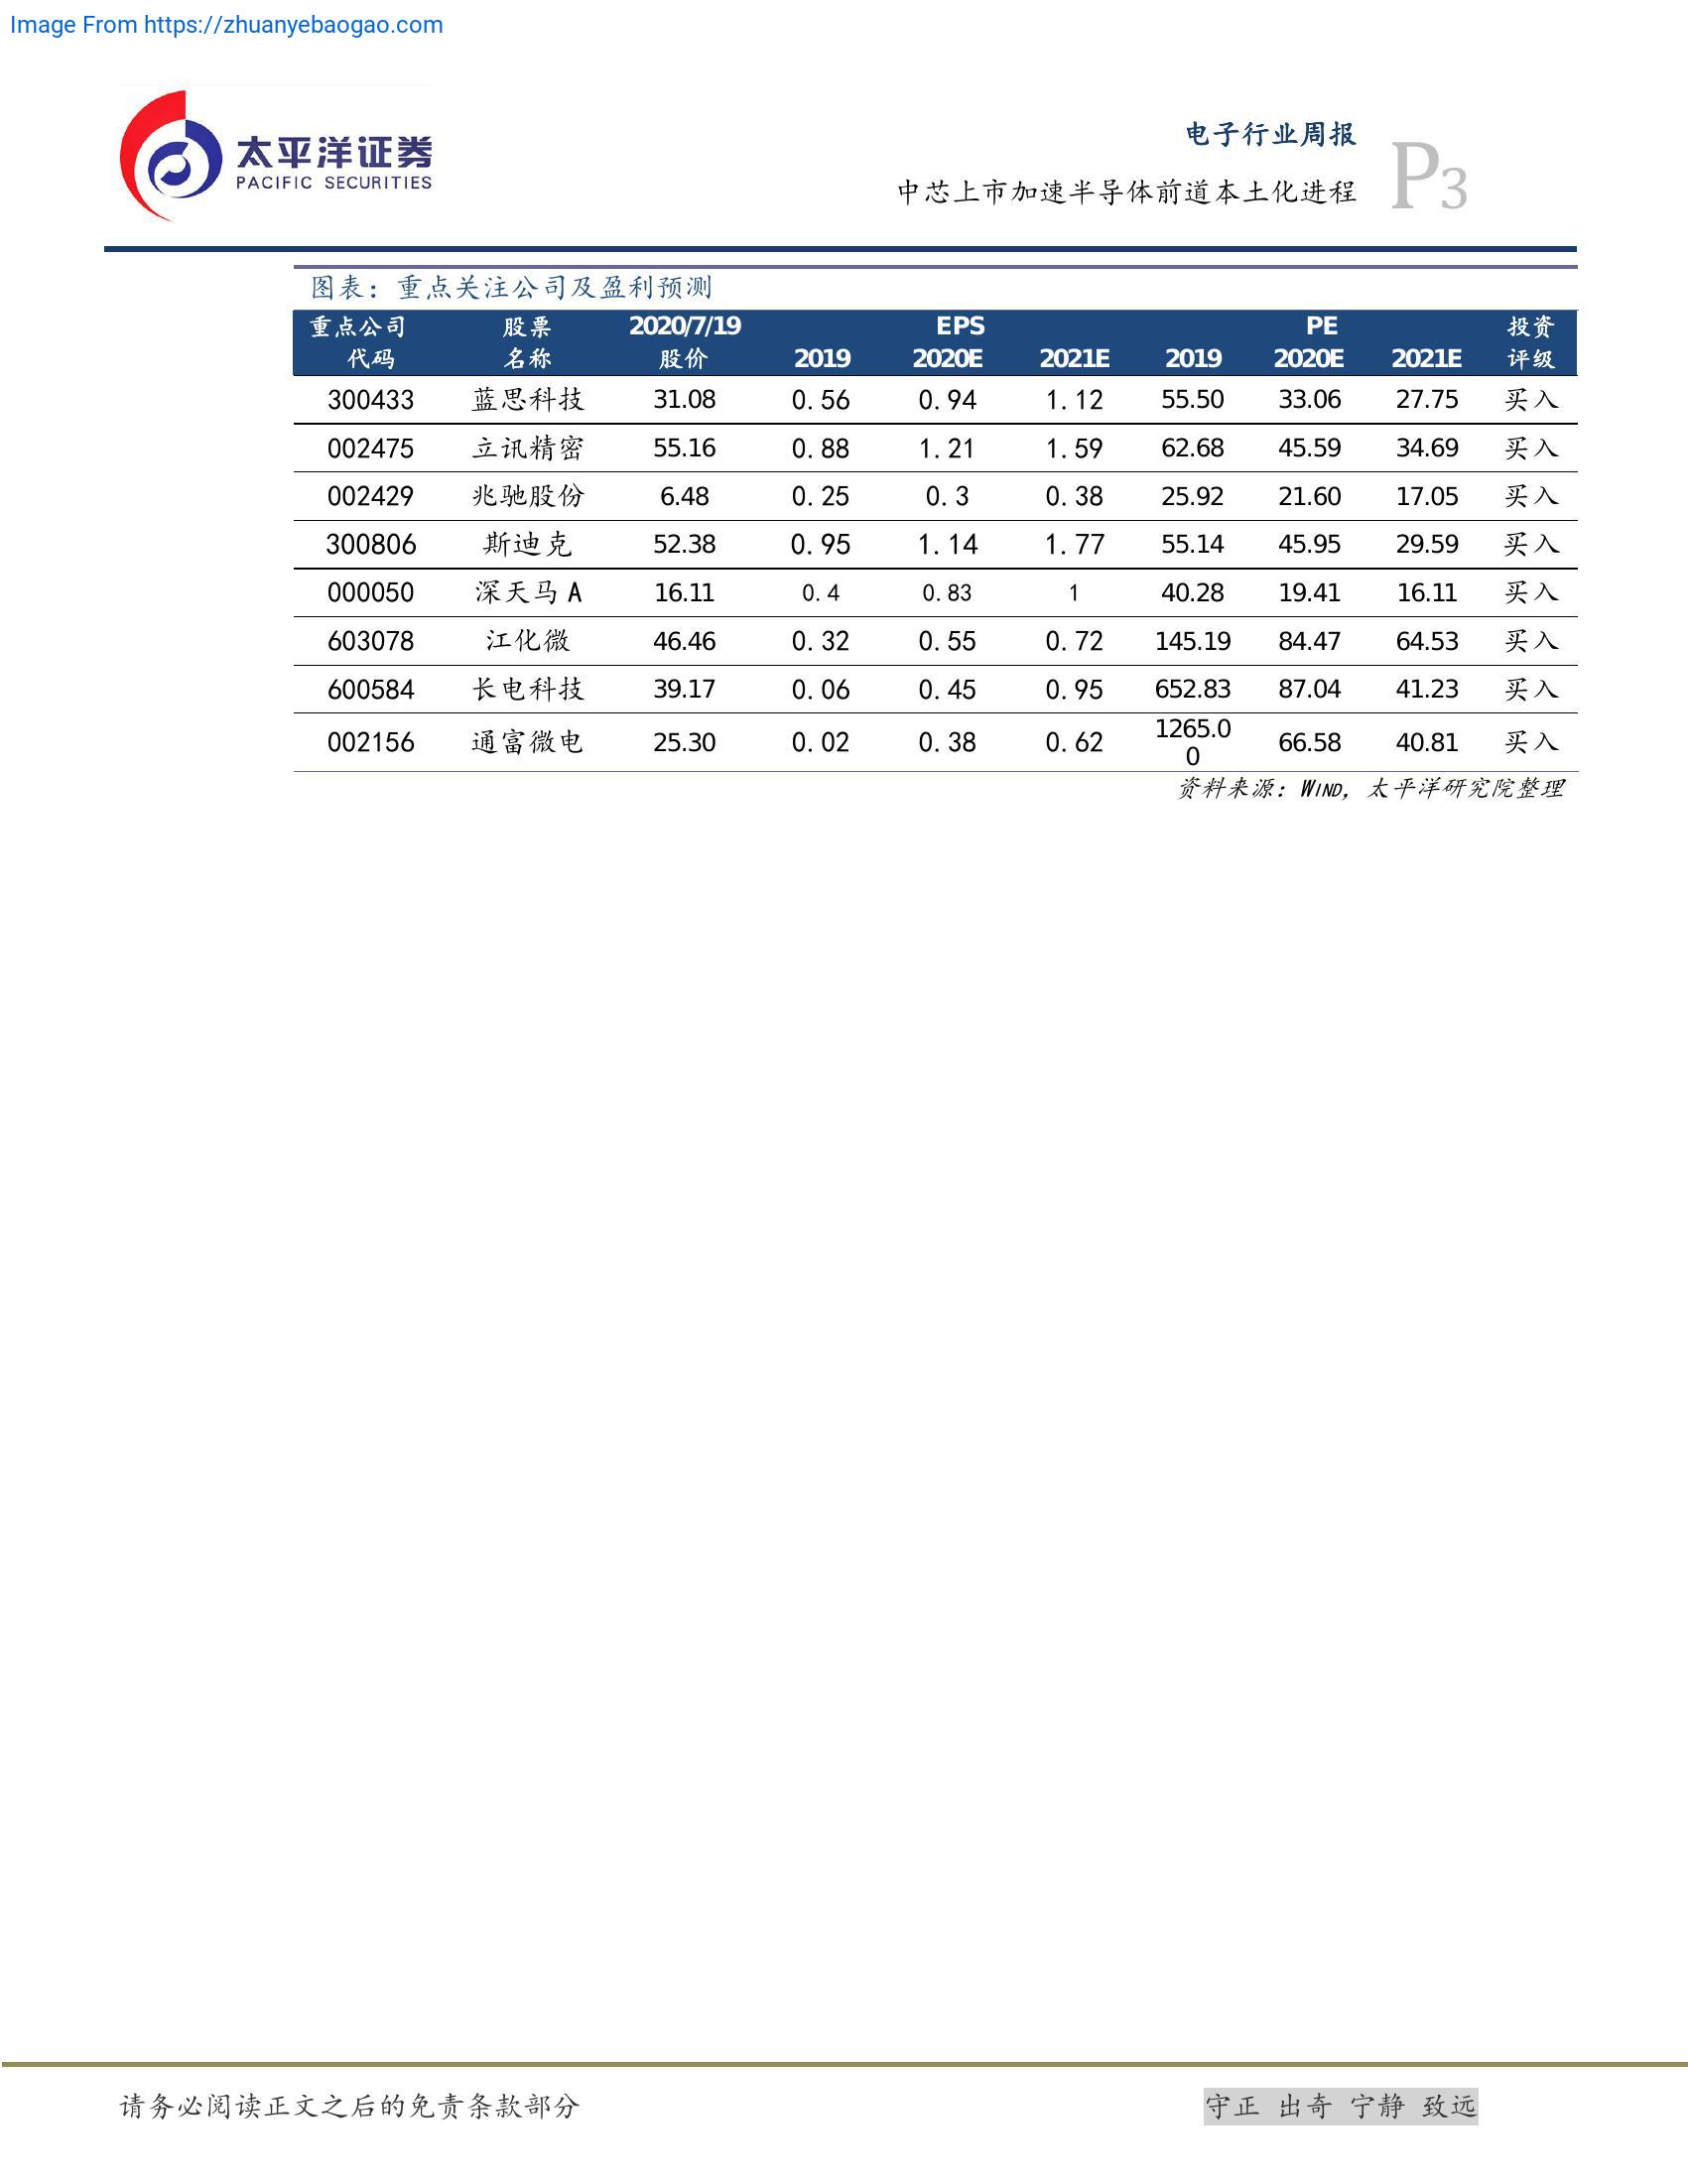 Image From https://zhuanyebaogao.com
太平洋证券
PACIFIC SECURITIES
电子行业周报
中芯上市加速半导体前道本土化进程
P3
图表：重点关注公司及盈利预测
重点公司 股票 2020/7/19 EPS PE 投资
代码 名称 股价 2019 2020E 2021E 2019 2020E 2021E 评级
300433 蓝思科技 31.08 0.56 0.94 1.12 55.50 33.06 27.75 买入
002475 立讯精密 55.16 0.88 1.21 1.59 62.68 45.59 34.69 买入
002429 兆驰股份 6.48 0.25 0.3 0.38 25.92 21.60 17.05 买入
300806 斯迪克 52.38 0.95 1.14 1.77 55.14 45.95 29.59 买入
000050 深天马 A 16.11 0.4 0.83 1 40.28 19.41 16.11 买入
603078 江化微 46.46 0.32 0.55 0.72 145.19 84.47 64.53 买入
600584 长电科技 39.17 0.06 0.45 0.95 652.83 87.04 41.23 买入
002156 通富微电 25.30 0.02 0.38 0.62 1265.00 66.58 40.81 买入
资料来源：WIND，太平洋研究院整理
请务必阅读正文之后的免责条款部分
守正 出奇 宁静 致远